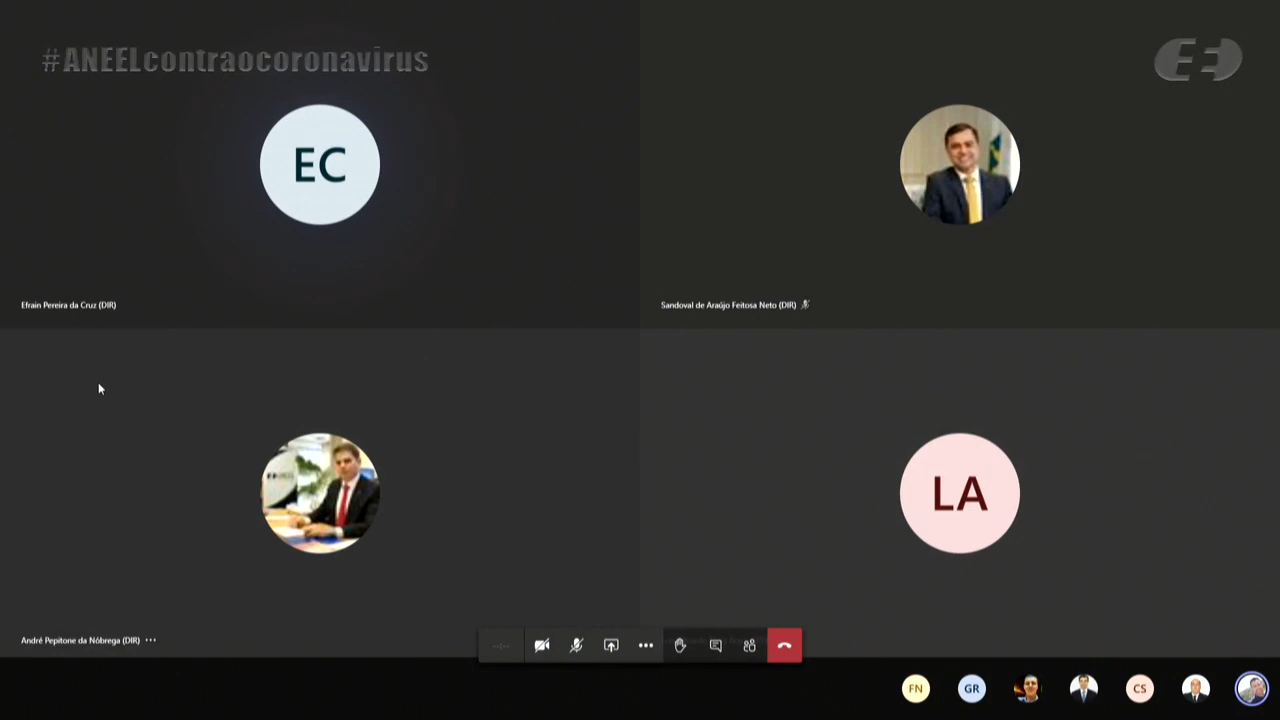 #ANEELcontraocoronavírus
EC
Efrain Pereira da Cruz (DIR)
Sandoval de Araújo Feitosa Neto (DIR)
André Pepitone da Nóbrega (DIR)
LA
FN
GR
CS